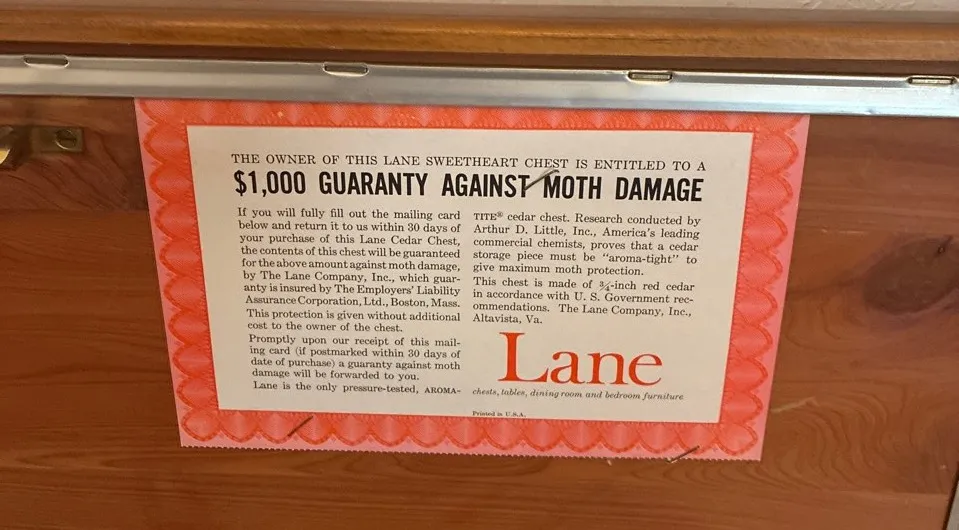 THE OWNER OF THIS LANE SWEETHEART CHEST IS ENTITLED TO A
$1,000 GUARANTY AGAINST MOTH DAMAGE
If you will fully fill out the mailing card
below and return it to us within 30 days of
your purchase of this Lane Cedar Chest,
the contents of this chest will be guaranteed
for the above amount against moth damage,
by The Lane Company, Inc., which guar-
anty is insured by The Employers' Liability
Assurance Corporation, Ltd., Boston, Mass.
This protection is given without additional
cost to the owner of the chest.
Promptly upon our receipt of this mail-
ing card (if postmarked within 30 days of
date of purchase) a guaranty against moth
damage will be forwarded to you.
Lane is the only pressure-tested, AROMA-
TITE® cedar chest. Research conducted by
Arthur D. Little, Inc., America's leading
commercial chemists, proves that a cedar
storage piece must be "aroma-tight" to
give maximum moth protection.
This chest is made of ¾-inch red cedar
in accordance with U. S. Government rec-
ommendations. The Lane Company, Inc.,
Altavista, Va.
Lane
chests, tables, dining room and bedroom furniture
Printed in U.S.A.